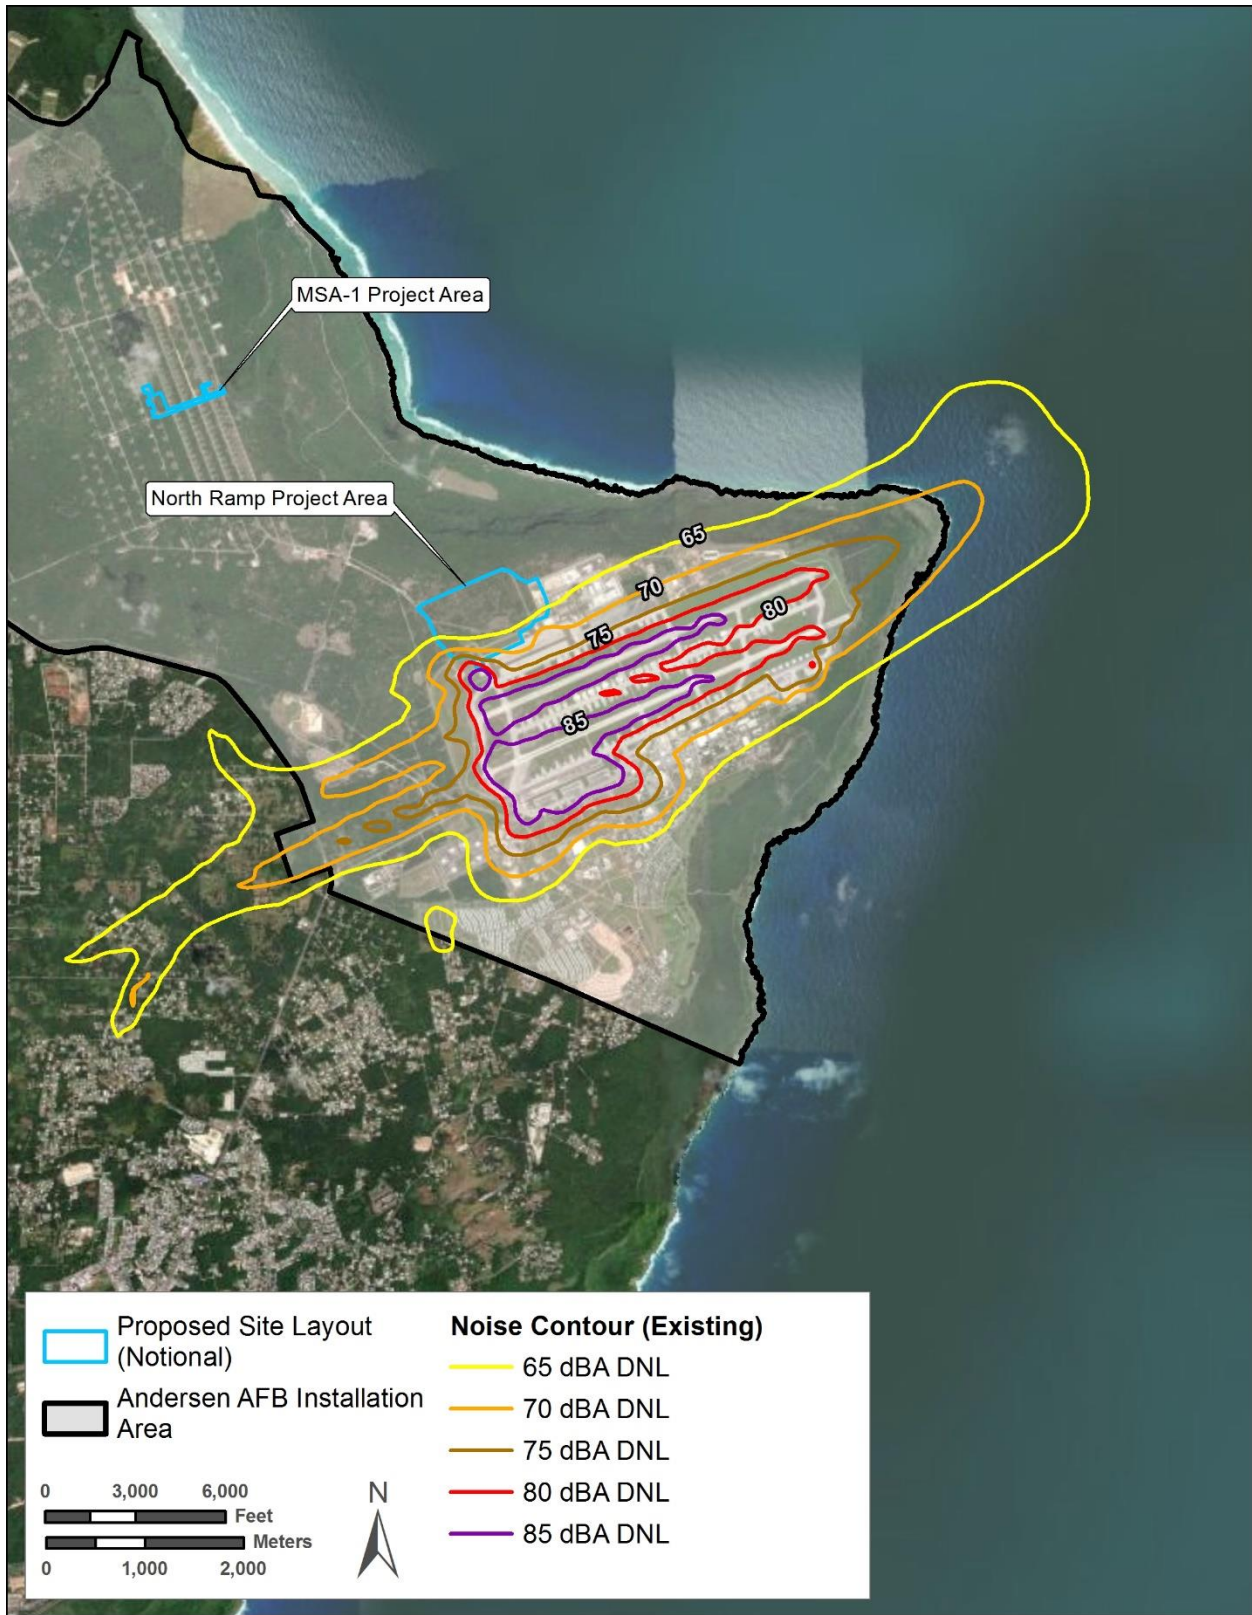 MSA-1 Project Area
North Ramp Project Area
65
70
75
80
85
Proposed Site Layout
(Notional)
Andersen AFB Installation
Area
0 3,000 6,000
Feet
Meters
0 1,000 2,000
N
Noise Contour (Existing)
65 dBA DNL
70 dBA DNL
75 dBA DNL
80 dBA DNL
85 dBA DNL